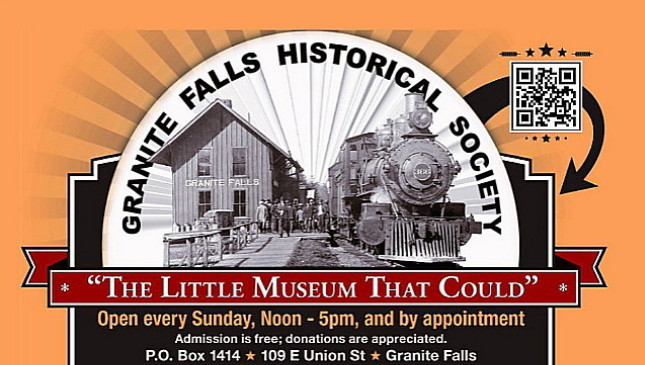 GRANITE FALLS HISTORICAL SOCIETY
GRANITE FALLS
366
* “THE LITTLE MUSEUM THAT COULD” *
Open every Sunday, Noon - 5pm, and by appointment
Admission is free; donations are appreciated.
P.O. Box 1414 ★ 109 E Union St ★ Granite Falls